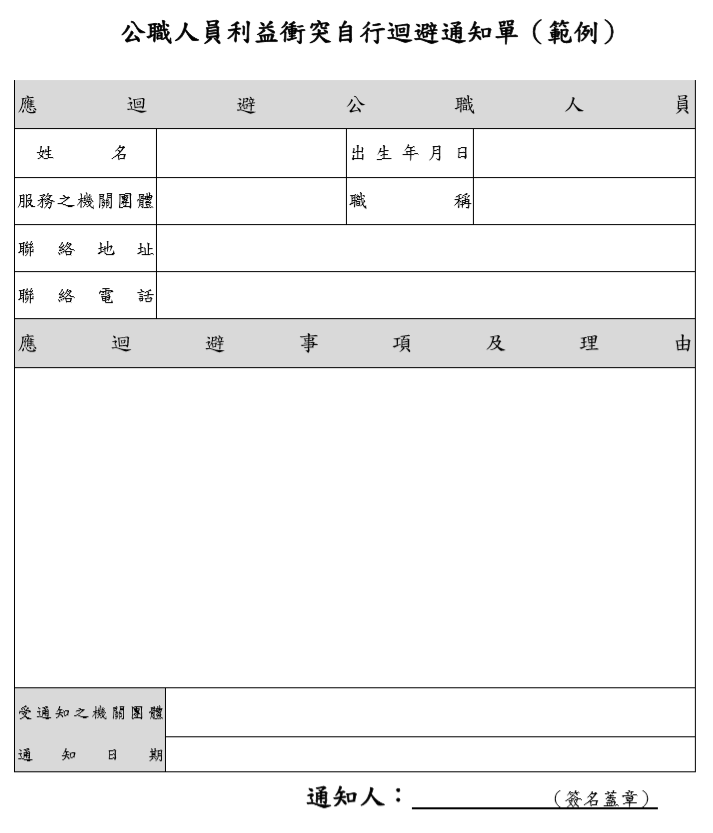 公職人員利益衝突自行迴避通知單（範例）
應迴避公職人員
姓名 出生年月日
服務之機關團體 職稱
聯絡地址
聯絡電話
應迴避事項及理由
受通知之機關團體
通知日期
通知人：（簽名蓋章）